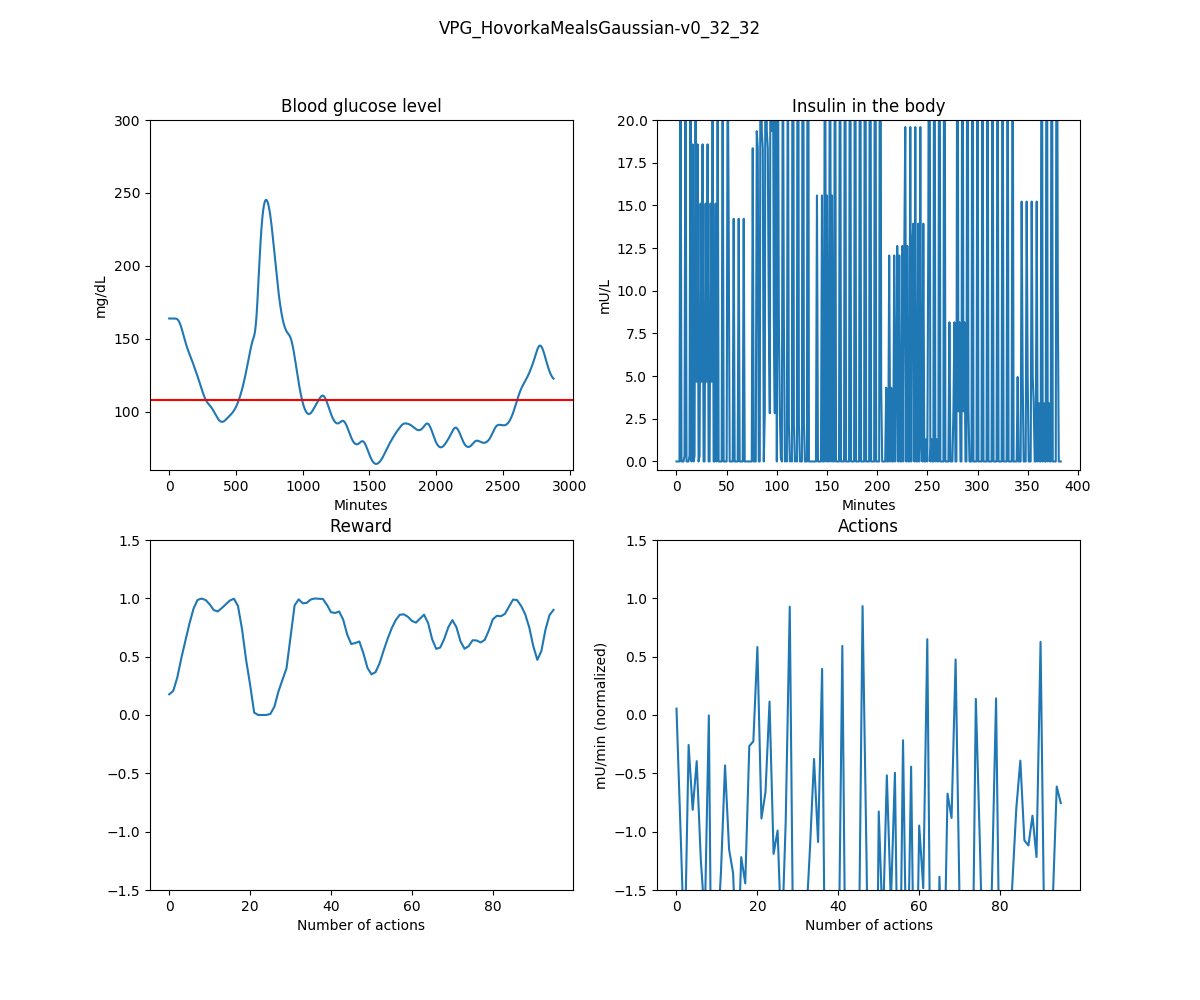 VPG_HovorkaMealsGaussian-v0_32_32
Blood glucose level
300
250
200
150
100
mg/dL
0 500 1000 1500 2000 2500 3000
Minutes
Insulin in the body
20.0
17.5
15.0
12.5
10.0
7.5
5.0
2.5
0.0
mU/L
0 50 100 150 200 250 300 350 400
Minutes
Reward
1.5
1.0
0.5
0.0
−0.5
−1.0
−1.5
0 20 40 60 80
Number of actions
Actions
1.5
1.0
0.5
0.0
−0.5
−1.0
−1.5
mU/min (normalized)
0 20 40 60 80
Number of actions